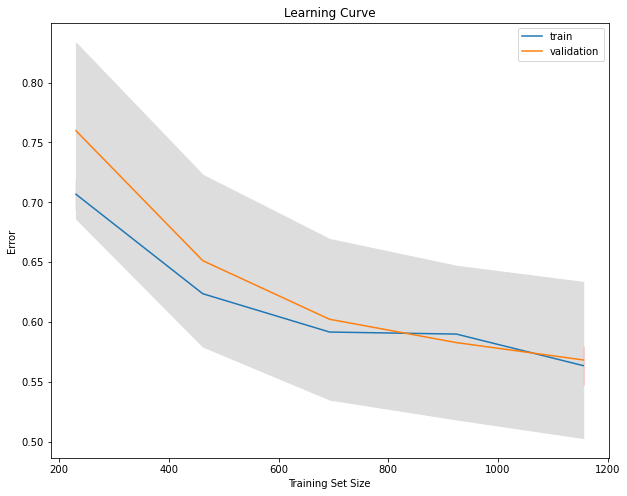 Learning Curve
train
validation
0.80
0.75
0.70
0.65
0.60
0.55
0.50
Error
200
400
600
800
1000
1200
Training Set Size